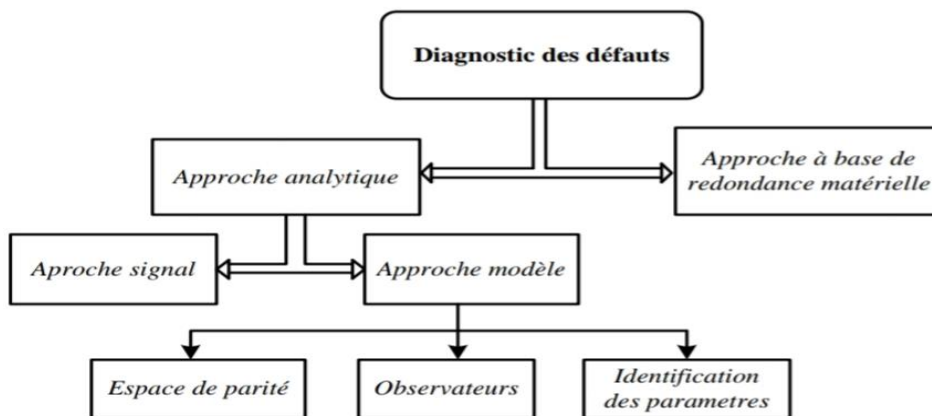 Diagnostic des défauts
Approche analytique
Approche à base de
redondance matérielle
Aproche signal
Approche modèle
Espace de parité
Observateurs
Identification
des parametres